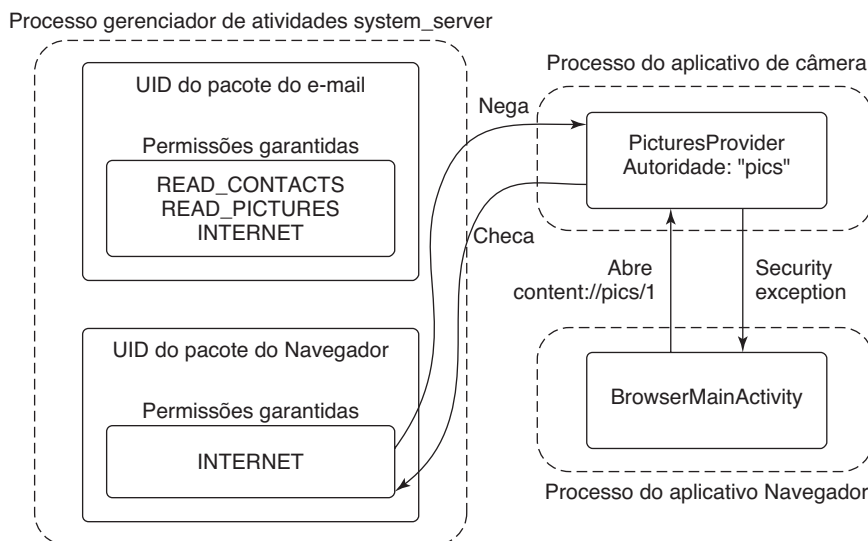 Processo gerenciador de atividades system_server
UID do pacote do e-mail
Permissões garantidas
READ_CONTACTS
READ_PICTURES
INTERNET
UID do pacote do Navegador
Permissões garantidas
INTERNET
Nega
Checa
Processo do aplicativo de câmera
PicturesProvider
Autoridade: "pics"
Abre
content://pics/1
Security
exception
BrowserMainActivity
Processo do aplicativo Navegador